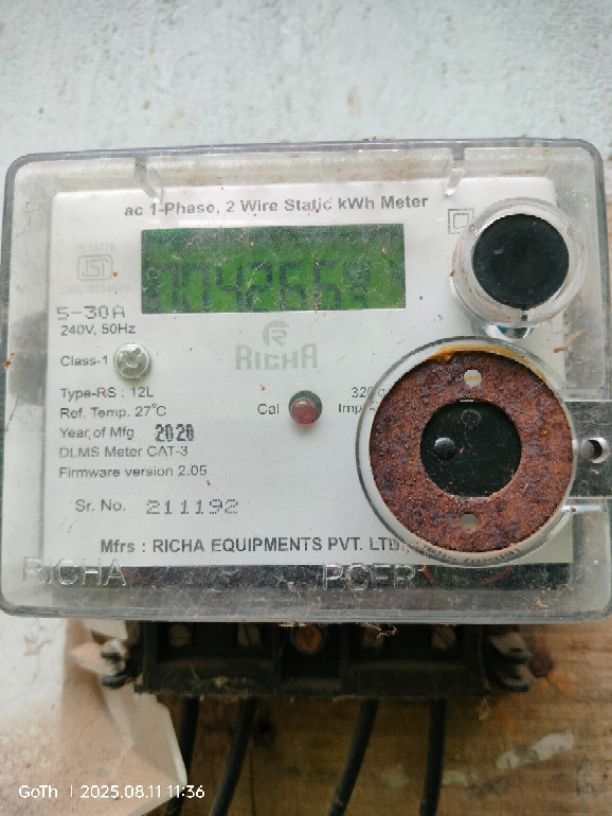 ac 1-Phase, 2 Wire Static kWh Meter
ISI
5-30A
240V, 50Hz
RICHA
Class-1
Type-RS : 12L
Ref. Temp. 27°C
Cal
Year of Mfg. 2020
DLMS Meter CAT-3
Firmware version 2.05
Sr. No. 211192
Mfrs : RICHA EQUIPMENTS PVT. LTD.
RICHA
GoTh | 2025.08.11 11:36